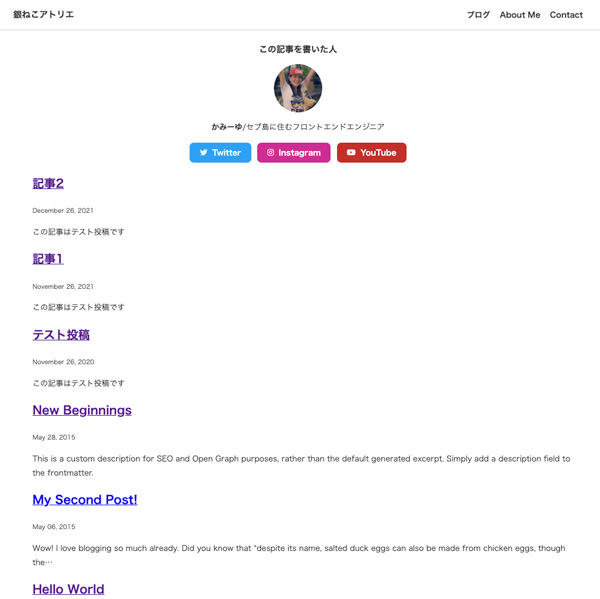 銀ねこアトリエ
ブログ About Me Contact
この記事を書いた人
かみーゆ/セブ島に住むフロントエンドエンジニア
Twitter Instagram YouTube
記事2
December 26, 2021
この記事はテスト投稿です
記事1
November 26, 2021
この記事はテスト投稿です
テスト投稿
November 26, 2020
この記事はテスト投稿です
New Beginnings
May 28, 2015
This is a custom description for SEO and Open Graph purposes, rather than the default generated excerpt. Simply add a description field to
the frontmatter.
My Second Post!
May 06, 2015
Wow! I love blogging so much already. Did you know that “despite its name, salted duck eggs can also be made from chicken eggs, though
the…
Hello World